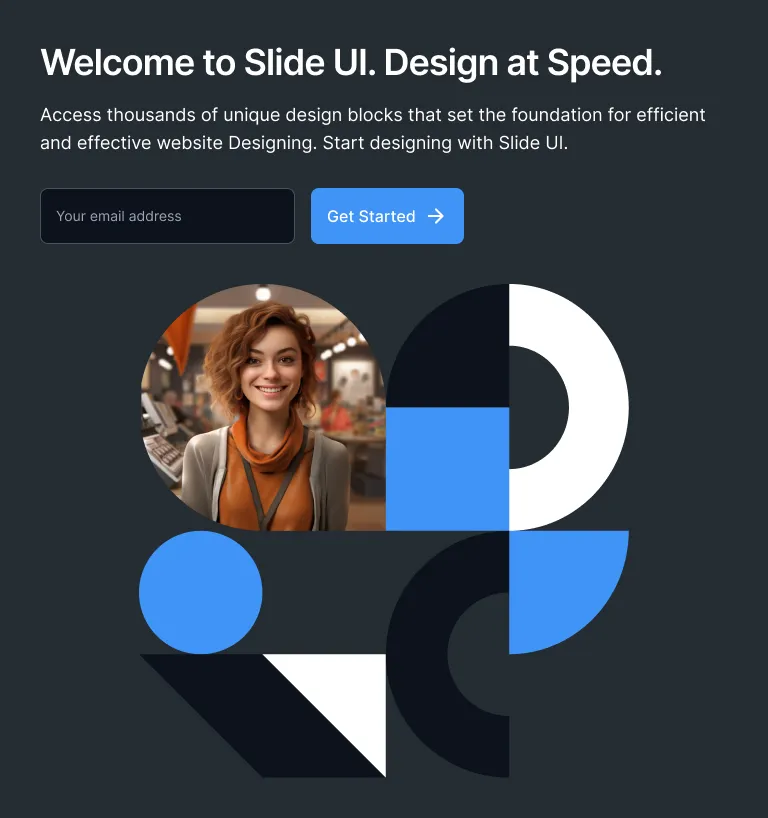 Welcome to Slide UI. Design at Speed.
Access thousands of unique design blocks that set the foundation for efficient
and effective website Designing. Start designing with Slide UI.
Your email address
Get Started